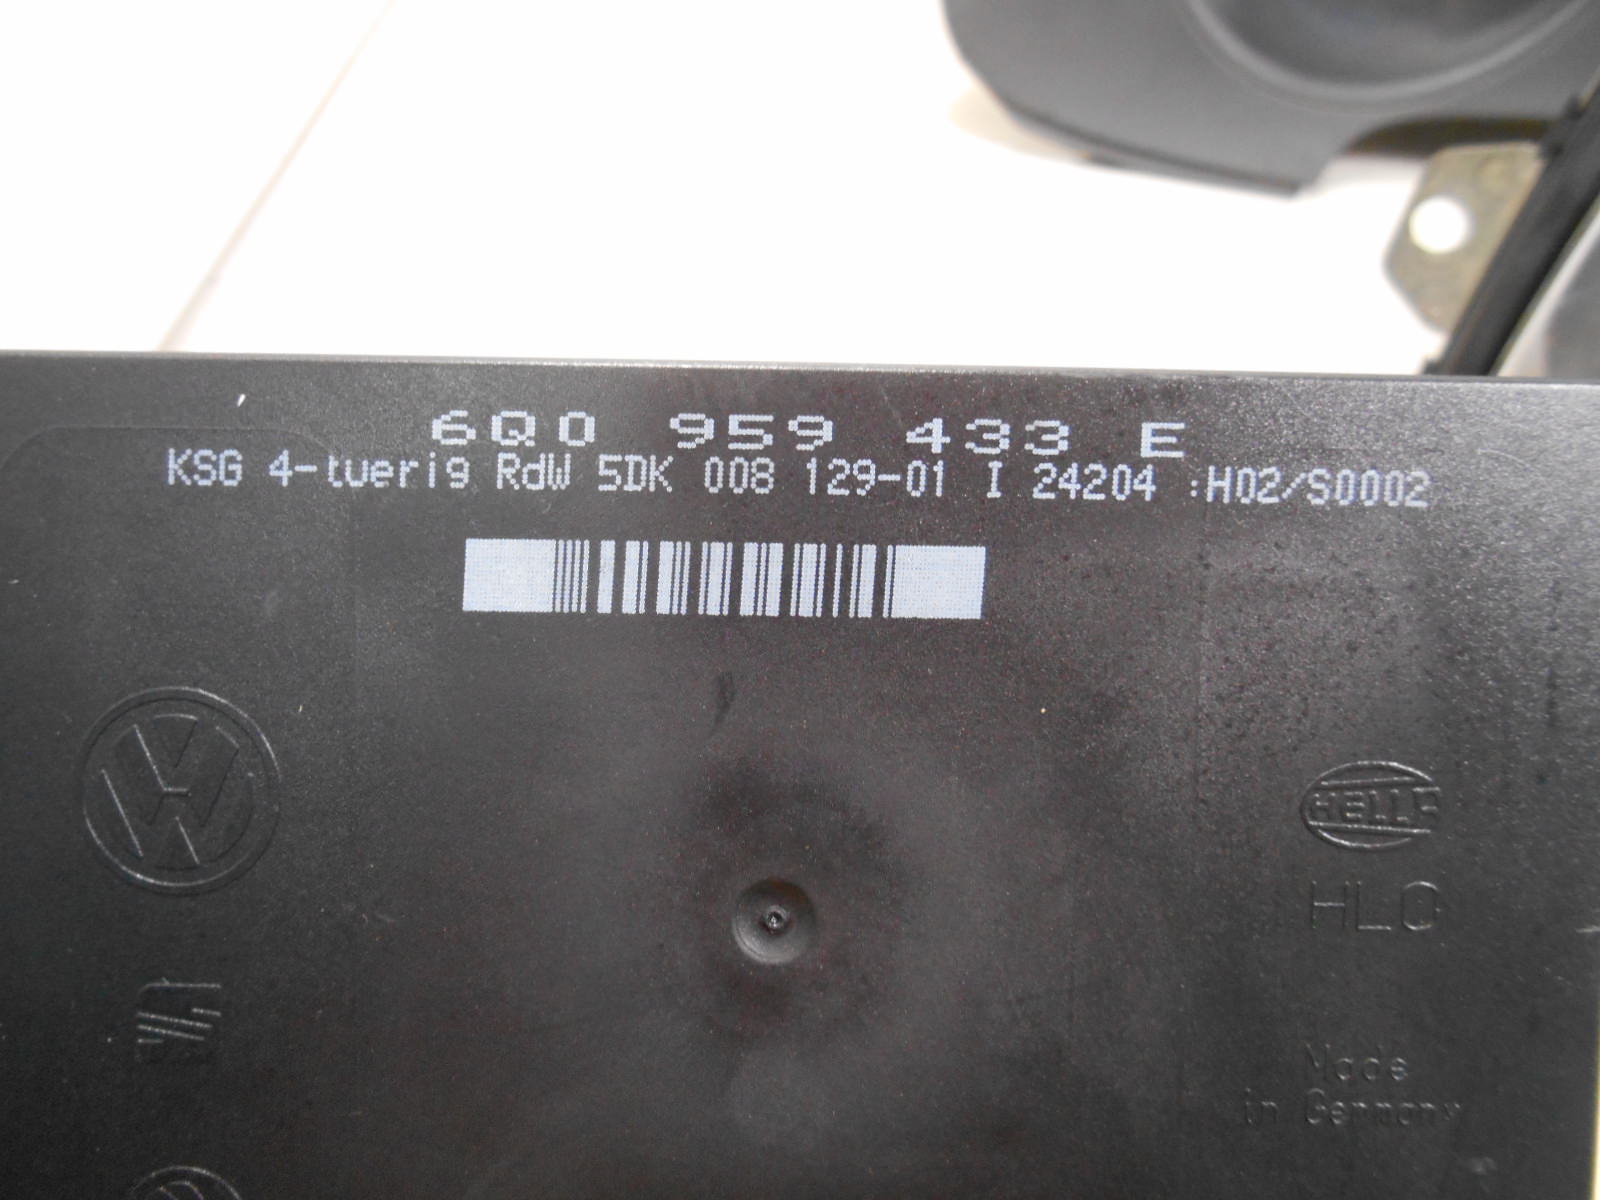 6Q0 959 433 E
KSG 4-tuerig RdW 5DK 008 129-01 I 24204 :H02/S0002
HELLA
HLO
Made
in Germany